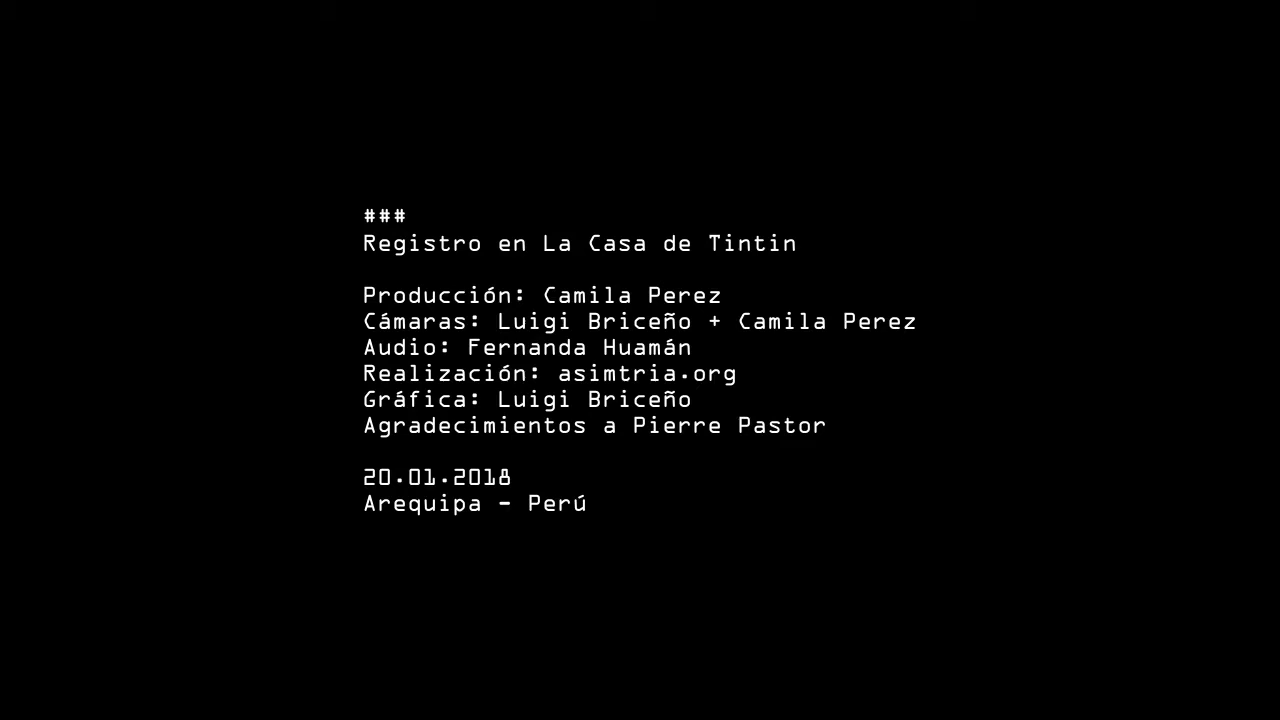 ###
Registro en La Casa de Tintin
Producción: Camila Perez
Cámaras: Luigi Briceño + Camila Perez
Audio: Fernanda Huamán
Realización: asimtria.org
Gráfica: Luigi Briceño
Agradecimientos a Pierre Pastor
20.01.2018
Arequipa - Perú